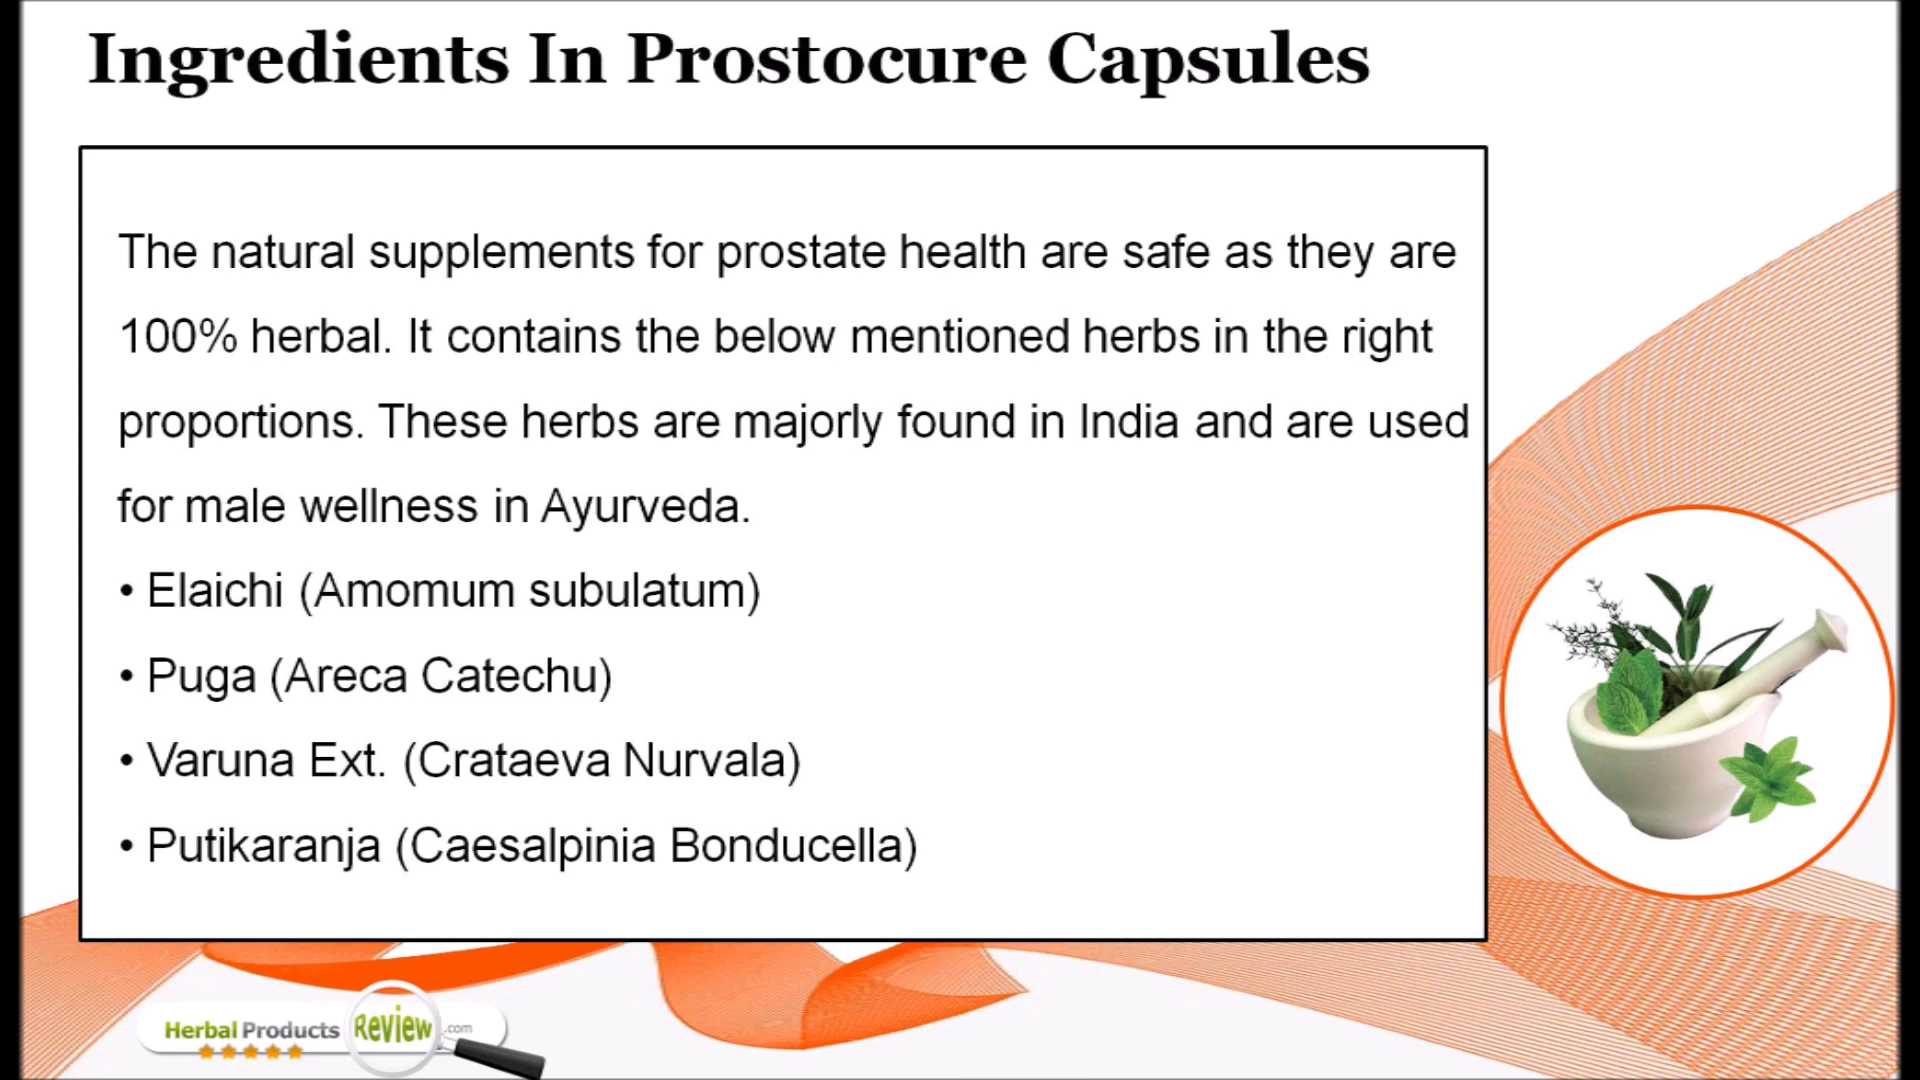 Ingredients In Prostocure Capsules
The natural supplements for prostate health are safe as they are
100% herbal. It contains the below mentioned herbs in the right
proportions. These herbs are majorly found in India and are used
for male wellness in Ayurveda.
• Elaichi (Amomum subulatum)
• Puga (Areca Catechu)
• Varuna Ext. (Crataeva Nurvala)
• Putikaranja (Caesalpinia Bonducella)
Herbal Products Review .com